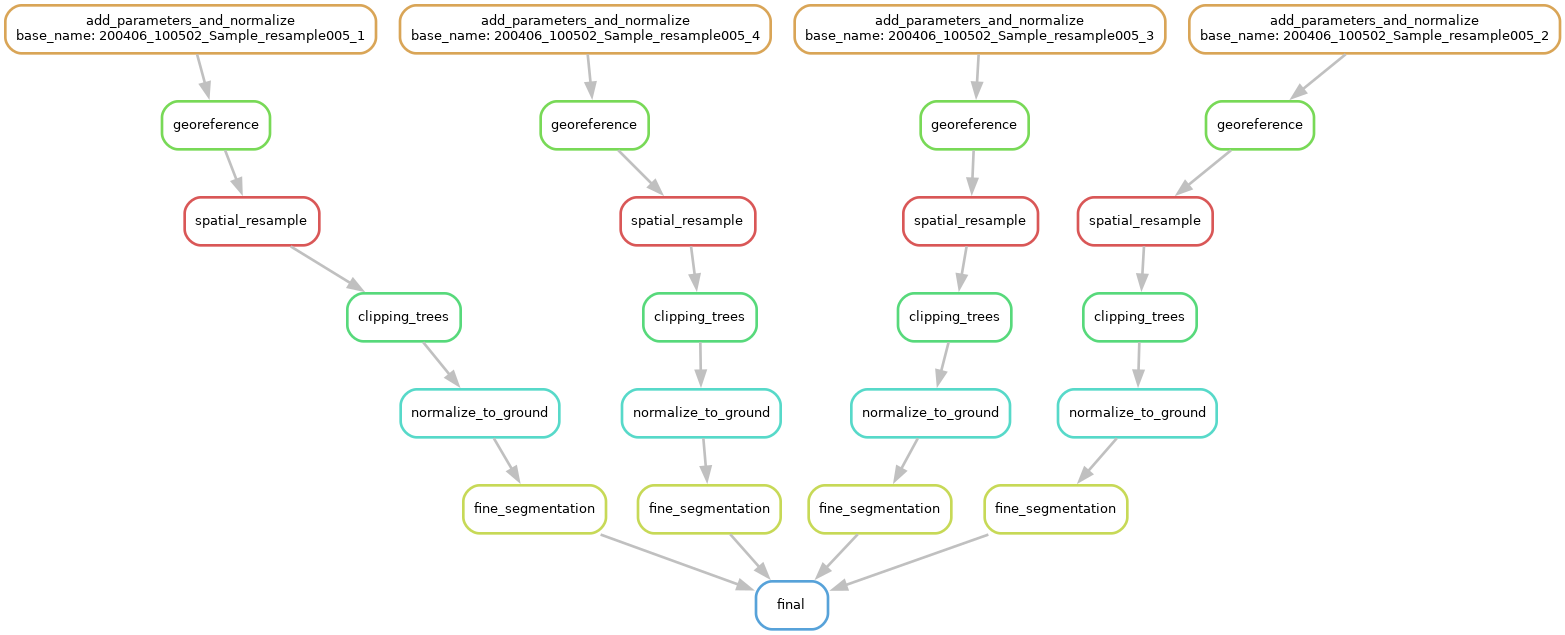 add_parameters_and_normalize
base_name: 200406_100502_Sample_resample005_1
add_parameters_and_normalize
base_name: 200406_100502_Sample_resample005_4
add_parameters_and_normalize
base_name: 200406_100502_Sample_resample005_3
add_parameters_and_normalize
base_name: 200406_100502_Sample_resample005_2
georeference
georeference
georeference
georeference
spatial_resample
spatial_resample
spatial_resample
spatial_resample
clipping_trees
clipping_trees
clipping_trees
clipping_trees
normalize_to_ground
normalize_to_ground
normalize_to_ground
normalize_to_ground
fine_segmentation
fine_segmentation
fine_segmentation
fine_segmentation
final